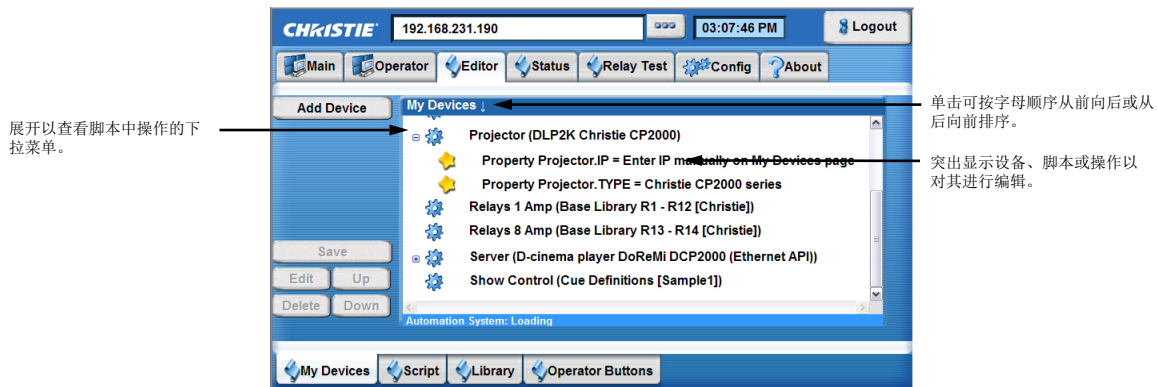 CHRISTIE
192.168.231.190
03:07:46 PM
Logout
Main
Operator
Editor
Status
Relay Test
Config
About
Add Device
My Devices ↓
单击可按字母顺序从前向后或从
后向前排序。
展开以查看脚本中操作的下
拉菜单。
Projector (DLP2K Christie CP2000)
Property Projector.IP = Enter IP manually on My Devices page
突出显示设备、脚本或操作以
对其进行编辑。
Property Projector.TYPE = Christie CP2000 series
Relays 1 Amp (Base Library R1 - R12 [Christie])
Relays 8 Amp (Base Library R13 - R14 [Christie])
Server (D-cinema player DoReMi DCP2000 (Ethernet API))
Show Control (Cue Definitions [Sample1])
Save
Edit
Up
Delete
Down
Automation System: Loading
My Devices
Script
Library
Operator Buttons